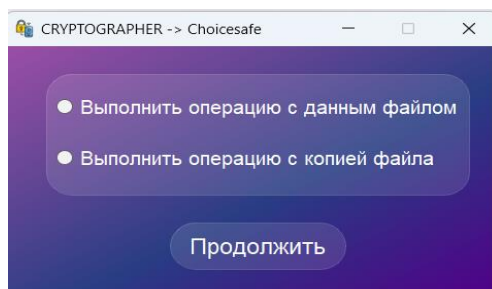 CRYPTOGRAPHER -> Choicesafe
Выполнить операцию с данным файлом
Выполнить операцию с копией файла
Продолжить